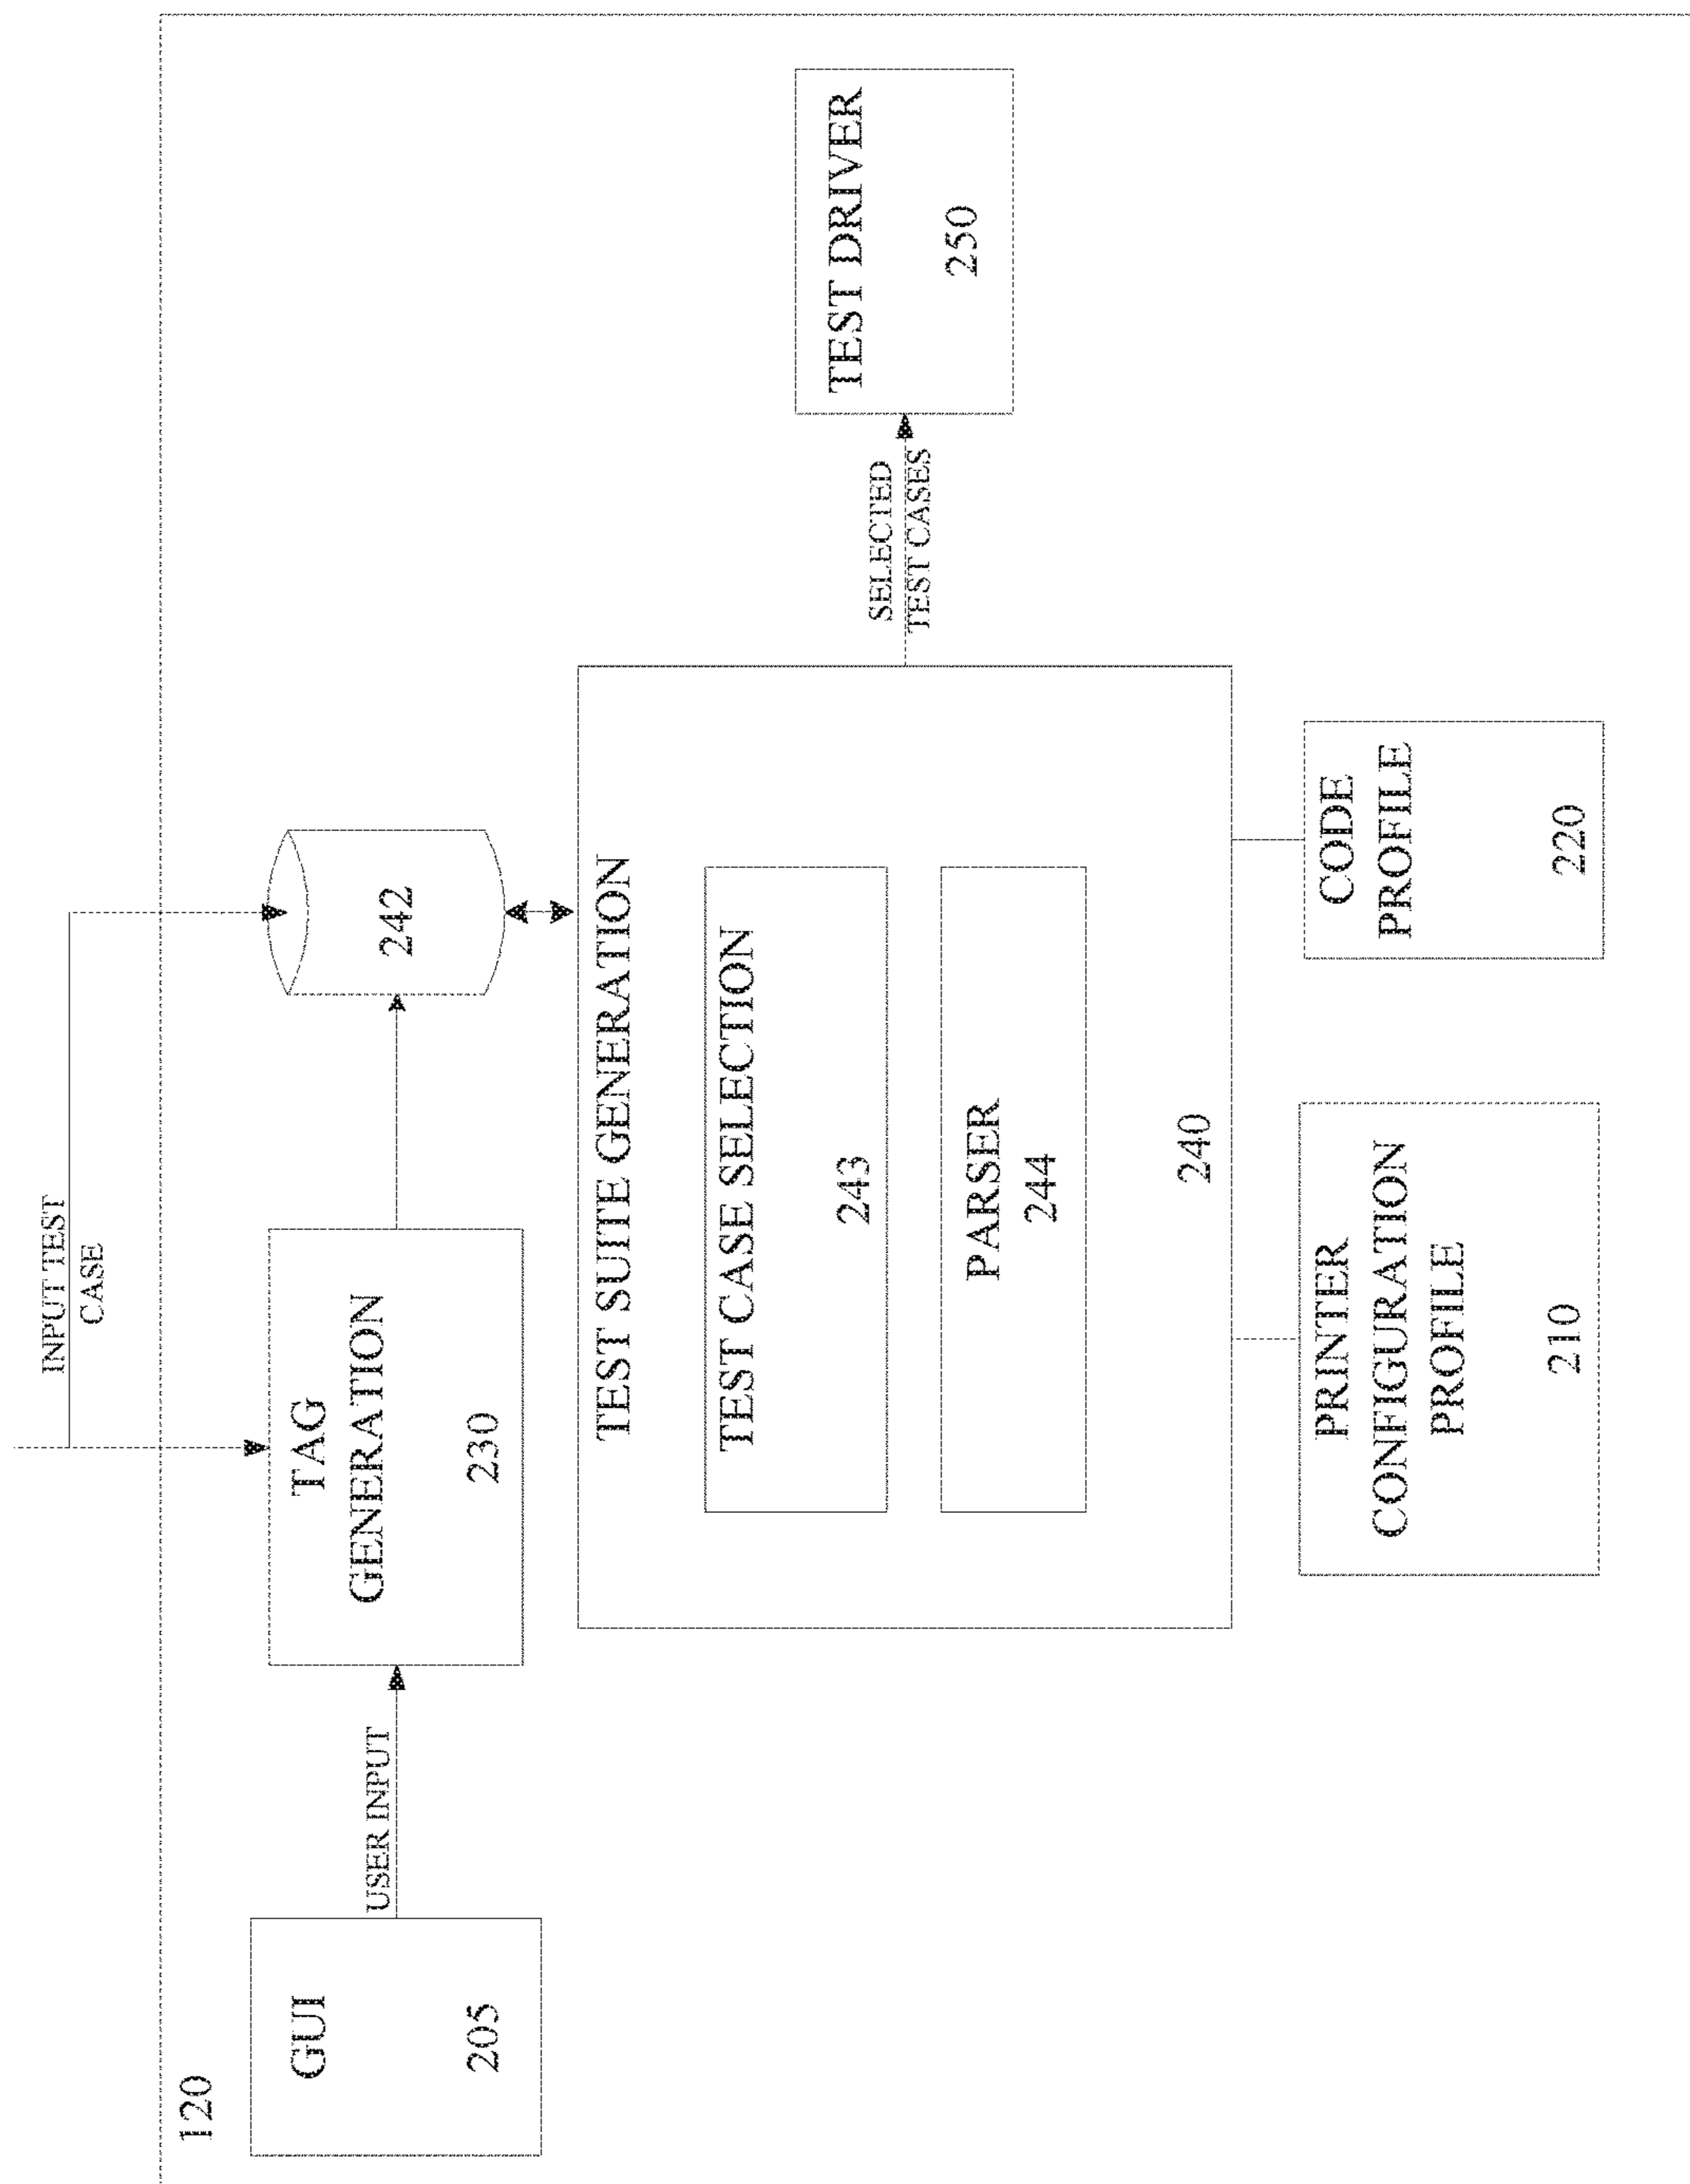 120
INPUT TEST
CASE
GUI
205
USER INPUT
TAG
GENERATION
230
242
TEST SUITE GENERATION
TEST CASE SELECTION
243
PARSER
244
240
SELECTED
TEST CASES
TEST DRIVER
250
PRINTER
CONFIGURATION
PROFILE
210
CODE
PROFILE
220